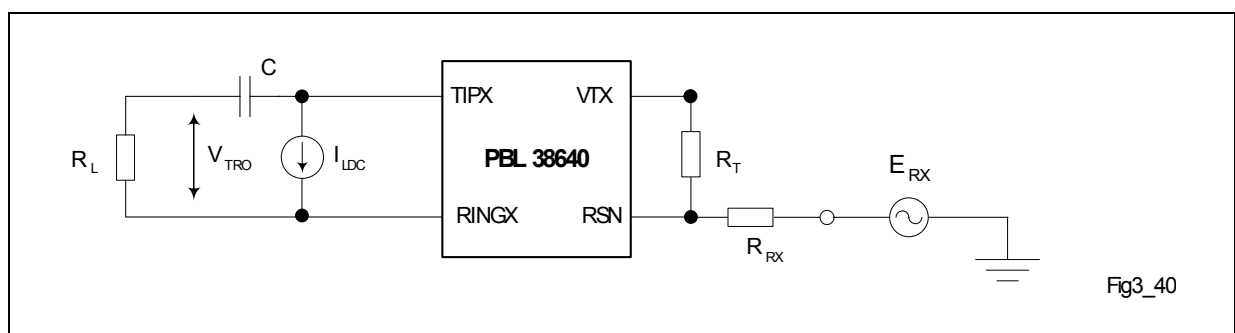 C
TIPX
VTX
R L
V TRO
I LDC
PBL 38640
R T
E RX
RINGX
RSN
R RX
Fig3_40